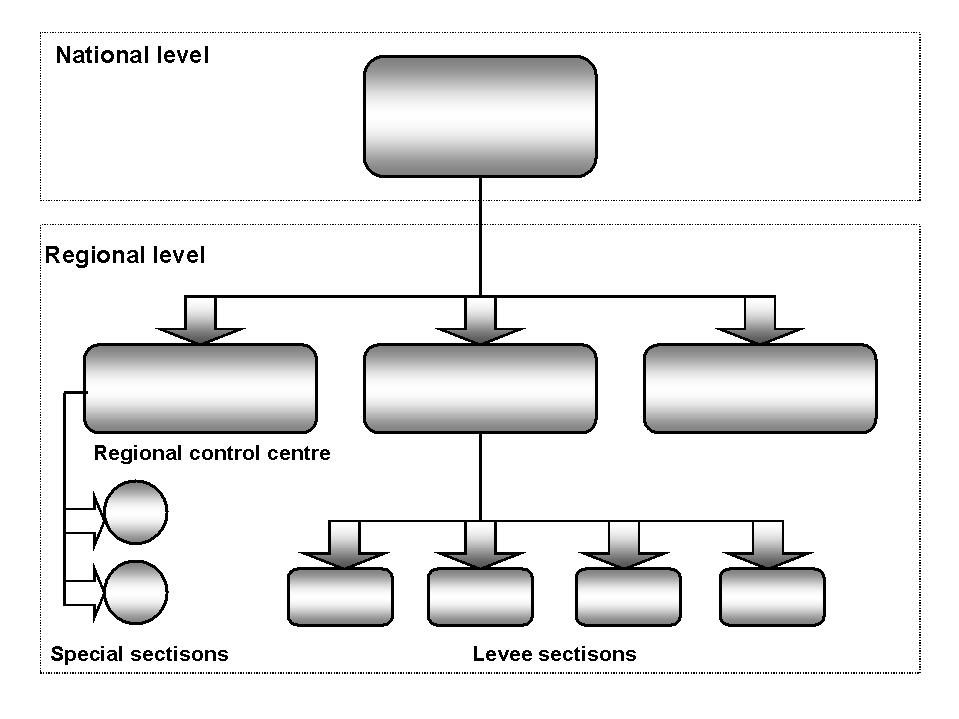 National level
Regional level
Regional control centre
Special sectisons
Levee sectisons